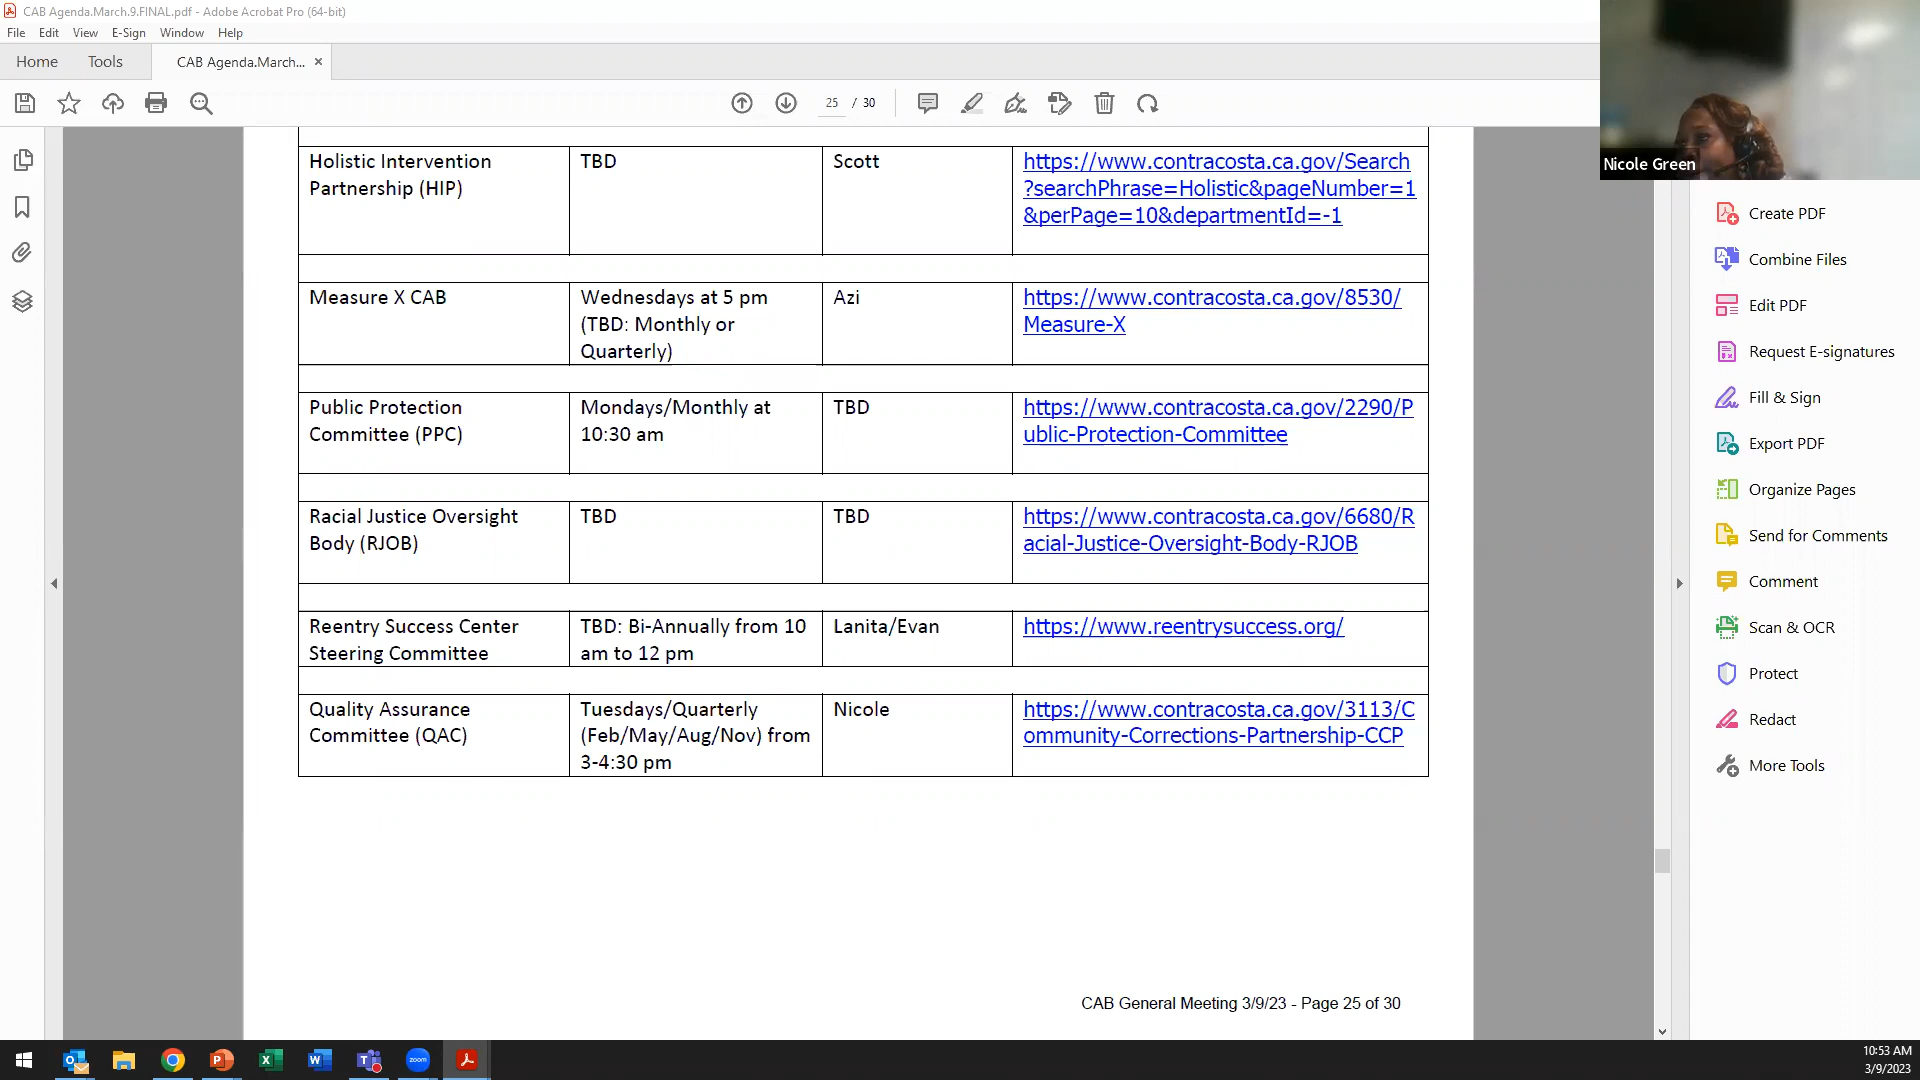 CAB Agenda.March.9.FINAL.pdf - Adobe Acrobat Pro (64-bit)
File Edit View E-Sign Window Help
Home Tools CAB Agenda.March... ×
25 / 30
Nicole Green
Holistic Intervention
Partnership (HIP)
TBD
Scott
https://www.contracosta.ca.gov/Search
?searchPhrase=Holistic&pageNumber=1
&perPage=10&departmentId=-1
Measure X CAB
Wednesdays at 5 pm
(TBD: Monthly or
Quarterly)
Azi
https://www.contracosta.ca.gov/8530/
Measure-X
Public Protection
Committee (PPC)
Mondays/Monthly at
10:30 am
TBD
https://www.contracosta.ca.gov/2290/P
ublic-Protection-Committee
Racial Justice Oversight
Body (RJOB)
TBD
TBD
https://www.contracosta.ca.gov/6680/R
acial-Justice-Oversight-Body-RJOB
Reentry Success Center
Steering Committee
TBD: Bi-Annually from 10
am to 12 pm
Lanita/Evan
https://www.reentrysuccess.org/
Quality Assurance
Committee (QAC)
Tuesdays/Quarterly
(Feb/May/Aug/Nov) from
3-4:30 pm
Nicole
https://www.contracosta.ca.gov/3113/C
ommunity-Corrections-Partnership-CCP
CAB General Meeting 3/9/23 - Page 25 of 30
Create PDF
Combine Files
Edit PDF
Request E-signatures
Fill & Sign
Export PDF
Organize Pages
Send for Comments
Comment
Scan & OCR
Protect
Redact
More Tools
zoom
10:53 AM
3/9/2023